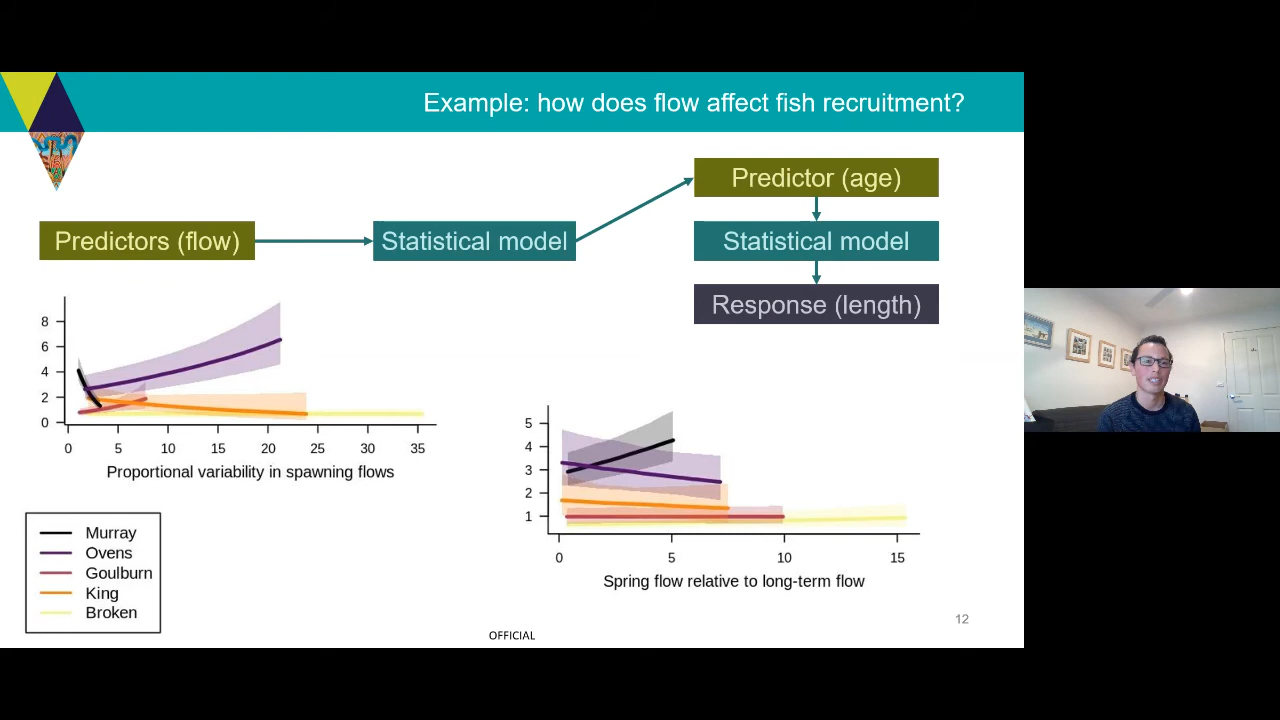 Example: how does flow affect fish recruitment?
Predictor (age)
Predictors (flow)
Statistical model
Statistical model
Response (length)
8
6
4
2
0
0 5 10 15 20 25 30 35
Proportional variability in spawning flows
5
4
3
2
1
0 5 10 15
Spring flow relative to long-term flow
Murray
Ovens
Goulburn
King
Broken
12
OFFICIAL